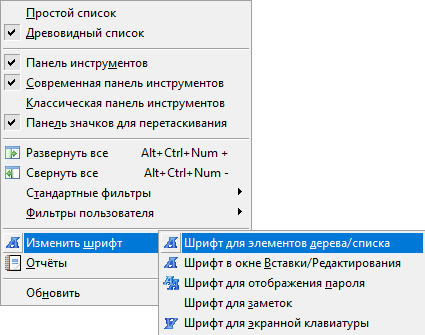 Простой список
Древовидный список
Панель инструментов
Современная панель инструментов
Классическая панель инструментов
Панель значков для перетаскивания
Развернуть все Alt+Ctrl+Num +
Свернуть все Alt+Ctrl+Num -
Стандартные фильтры
Фильтры пользователя
Изменить шрифт
Отчёты
Обновить
Шрифт для элементов дерева/списка
Шрифт в окне Вставки/Редактирования
Шрифт для отображения пароля
Шрифт для заметок
Шрифт для экранной клавиатуры